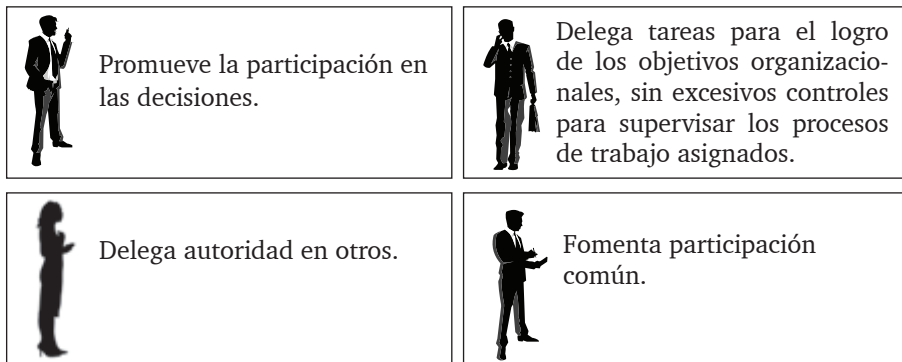 Promueve la participación en
las decisiones.
Delega tareas para el logro
de los objetivos organizacio-
nales, sin excesivos controles
para supervisar los procesos
de trabajo asignados.
Delega autoridad en otros.
Fomenta participación
común.